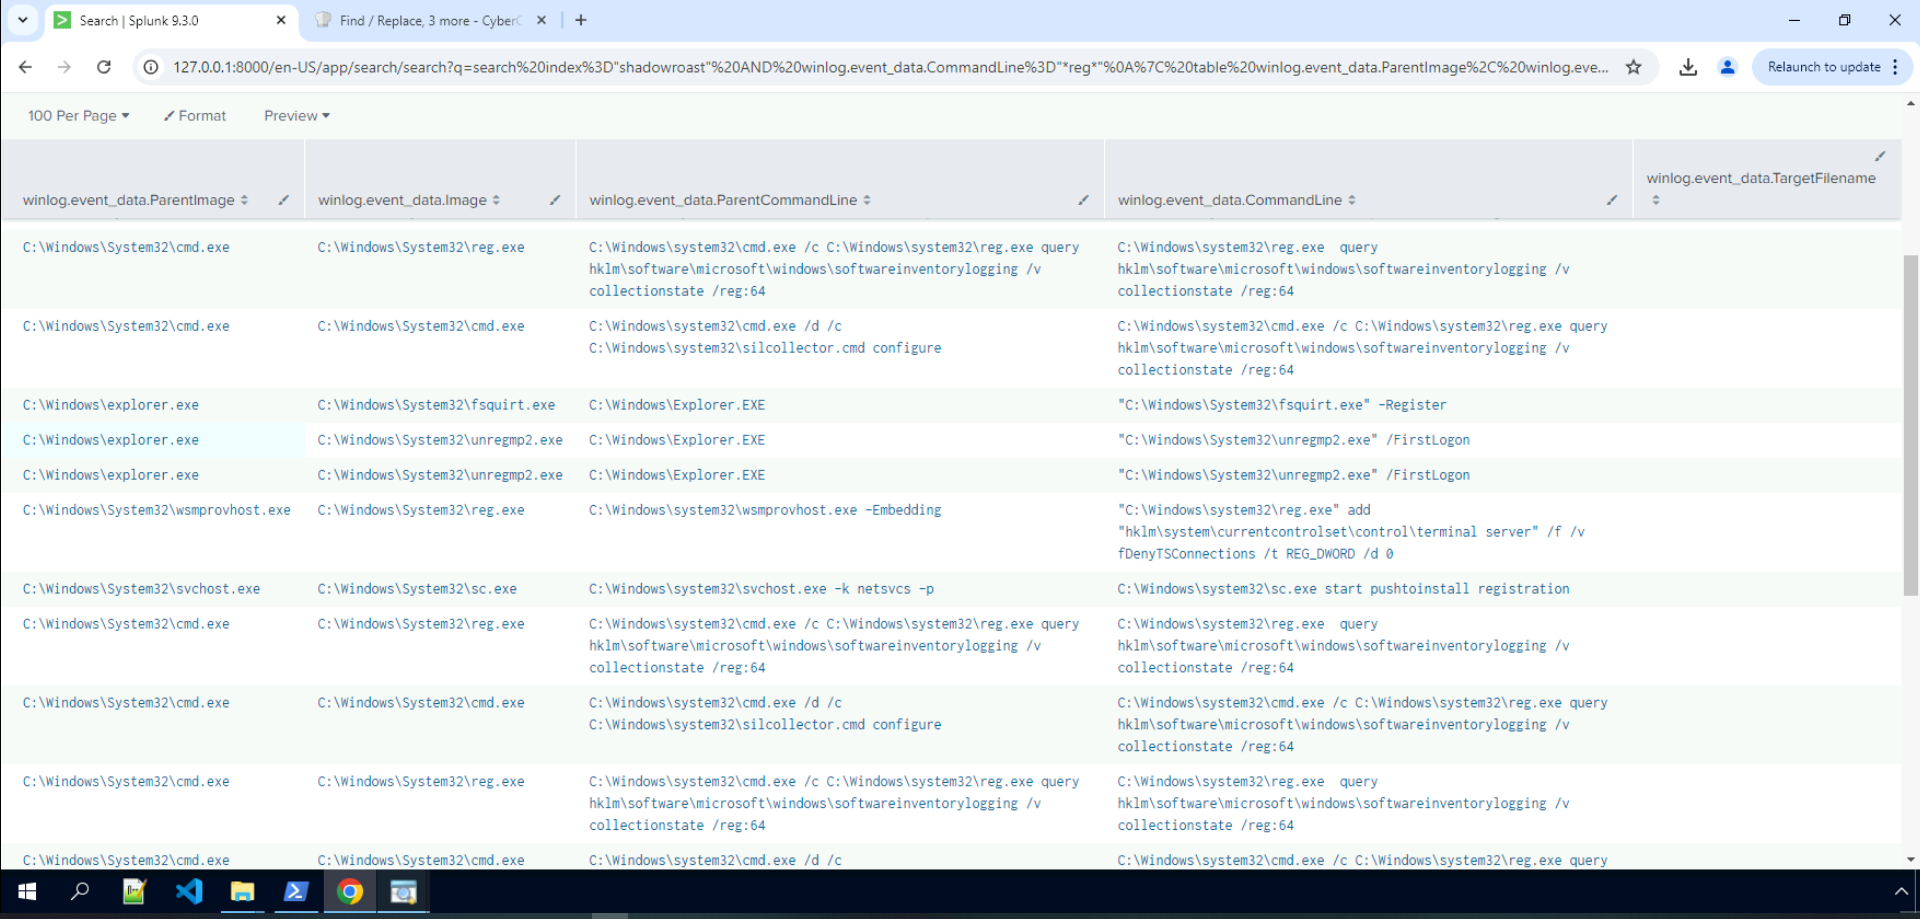 Search | Splunk 9.3.0
Find / Replace, 3 more - CyberC
127.0.0.1:8000/en-US/app/search/search?q=search%20index%3D"shadowroast"%20AND%20winlog.event_data.CommandLine%3D"*reg*"%0A%7C%20table%20winlog.event_data.ParentImage%2C%20winlog.eve...
Relaunch to update
100 Per Page
Format
Preview
winlog.event_data.ParentImage
winlog.event_data.Image
winlog.event_data.ParentCommandLine
winlog.event_data.CommandLine
winlog.event_data.TargetFilename
C:\Windows\System32\cmd.exe
C:\Windows\System32\reg.exe
C:\Windows\system32\cmd.exe /c C:\Windows\system32\reg.exe query
hklm\software\microsoft\windows\softwareinventorylogging /v
collectionstate /reg:64
C:\Windows\system32\reg.exe  query
hklm\software\microsoft\windows\softwareinventorylogging /v
collectionstate /reg:64
C:\Windows\System32\cmd.exe
C:\Windows\System32\cmd.exe
C:\Windows\system32\cmd.exe /d /c
C:\Windows\system32\silcollector.cmd configure
C:\Windows\system32\cmd.exe /c C:\Windows\system32\reg.exe query
hklm\software\microsoft\windows\softwareinventorylogging /v
collectionstate /reg:64
C:\Windows\explorer.exe
C:\Windows\System32\fsquirt.exe
C:\Windows\Explorer.EXE
"C:\Windows\System32\fsquirt.exe" -Register
C:\Windows\explorer.exe
C:\Windows\System32\unregmp2.exe
C:\Windows\Explorer.EXE
"C:\Windows\System32\unregmp2.exe" /FirstLogon
C:\Windows\explorer.exe
C:\Windows\System32\unregmp2.exe
C:\Windows\Explorer.EXE
"C:\Windows\System32\unregmp2.exe" /FirstLogon
C:\Windows\System32\wsmprovhost.exe
C:\Windows\System32\reg.exe
C:\Windows\system32\wsmprovhost.exe -Embedding
"C:\Windows\system32\reg.exe" add
"hklm\system\currentcontrolset\control\terminal server" /f /v
fDenyTSConnections /t REG_DWORD /d 0
C:\Windows\System32\svchost.exe
C:\Windows\System32\sc.exe
C:\Windows\system32\svchost.exe -k netsvcs -p
C:\Windows\system32\sc.exe start pushtoinstall registration
C:\Windows\System32\cmd.exe
C:\Windows\System32\reg.exe
C:\Windows\system32\cmd.exe /c C:\Windows\system32\reg.exe query
hklm\software\microsoft\windows\softwareinventorylogging /v
collectionstate /reg:64
C:\Windows\system32\reg.exe  query
hklm\software\microsoft\windows\softwareinventorylogging /v
collectionstate /reg:64
C:\Windows\System32\cmd.exe
C:\Windows\System32\cmd.exe
C:\Windows\system32\cmd.exe /d /c
C:\Windows\system32\silcollector.cmd configure
C:\Windows\system32\cmd.exe /c C:\Windows\system32\reg.exe query
hklm\software\microsoft\windows\softwareinventorylogging /v
collectionstate /reg:64
C:\Windows\System32\cmd.exe
C:\Windows\System32\reg.exe
C:\Windows\system32\cmd.exe /c C:\Windows\system32\reg.exe query
hklm\software\microsoft\windows\softwareinventorylogging /v
collectionstate /reg:64
C:\Windows\system32\reg.exe  query
hklm\software\microsoft\windows\softwareinventorylogging /v
collectionstate /reg:64
C:\Windows\System32\cmd.exe
C:\Windows\System32\cmd.exe
C:\Windows\system32\cmd.exe /d /c
C:\Windows\system32\cmd.exe /c C:\Windows\system32\reg.exe query